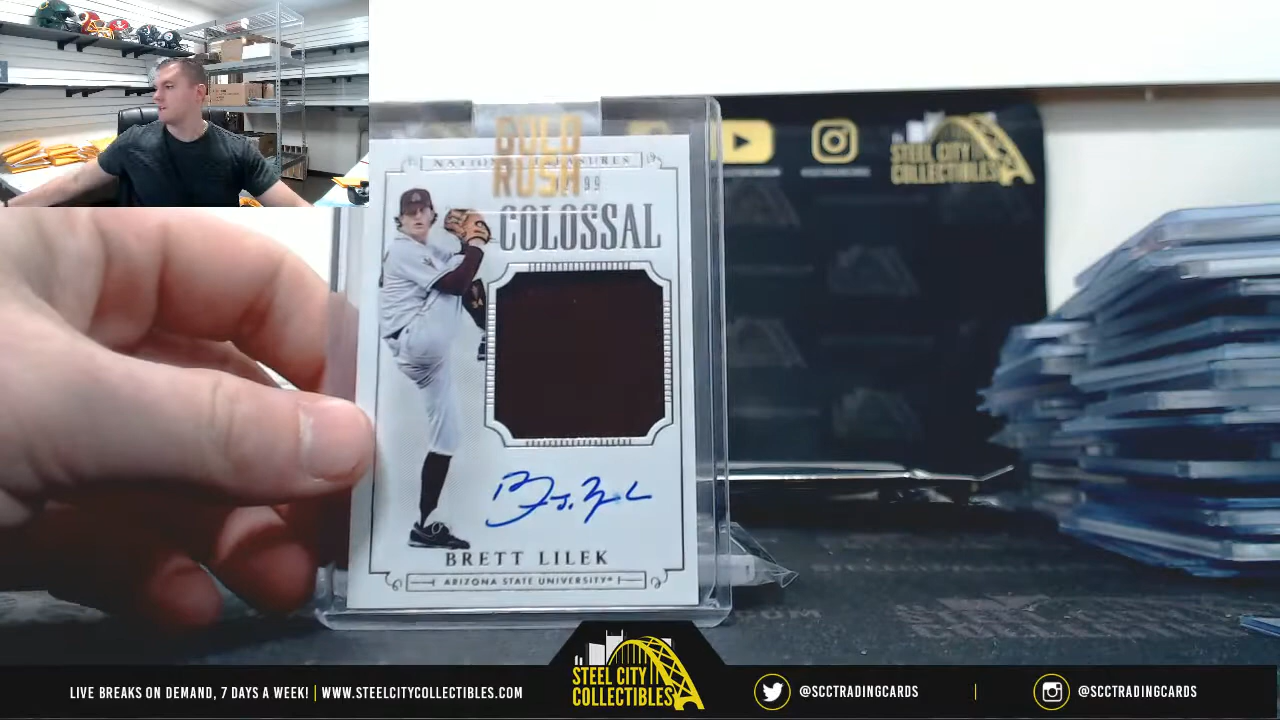 GOLD
RUSH
NATIONAL TREASURES
99
COLOSSAL
BRETT LILEK
ARIZONA STATE UNIVERSITY
STEEL CITY
COLLECTIBLES
STEEL CITY
COLLECTIBLES
LIVE BREAKS ON DEMAND, 7 DAYS A WEEK! | WWW.STEELCITYCOLLECTIBLES.COM
@SCCTRADINGCARDS | @SCCTRADINGCARDS